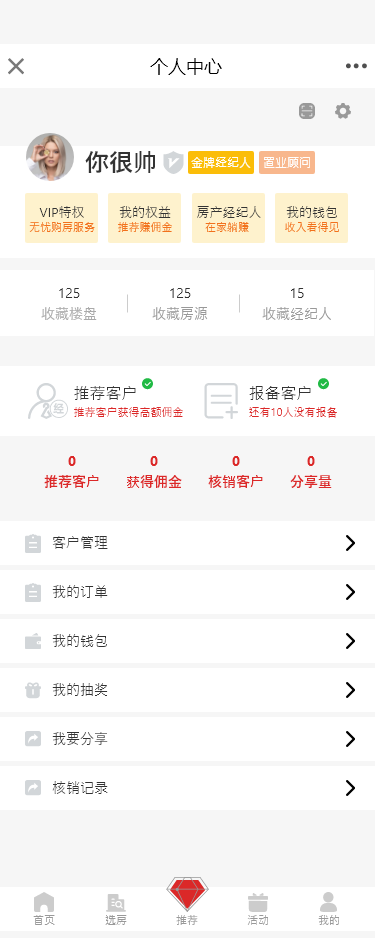 个人中心
你很帅 金牌经纪人 置业顾问
VIP特权 我的权益 房产经纪人 我的钱包
无忧购房服务 推荐赚佣金 在家躺赚 收入看得见
125 125 15
收藏楼盘 收藏房源 收藏经纪人
推荐客户 报备客户
经 推荐客户获得高额佣金 还有10人没有报备
0 0 0 0
推荐客户 获得佣金 核销客户 分享量
客户管理
我的订单
我的钱包
我的抽奖
我要分享
核销记录
首页 选房 推荐 活动 我的